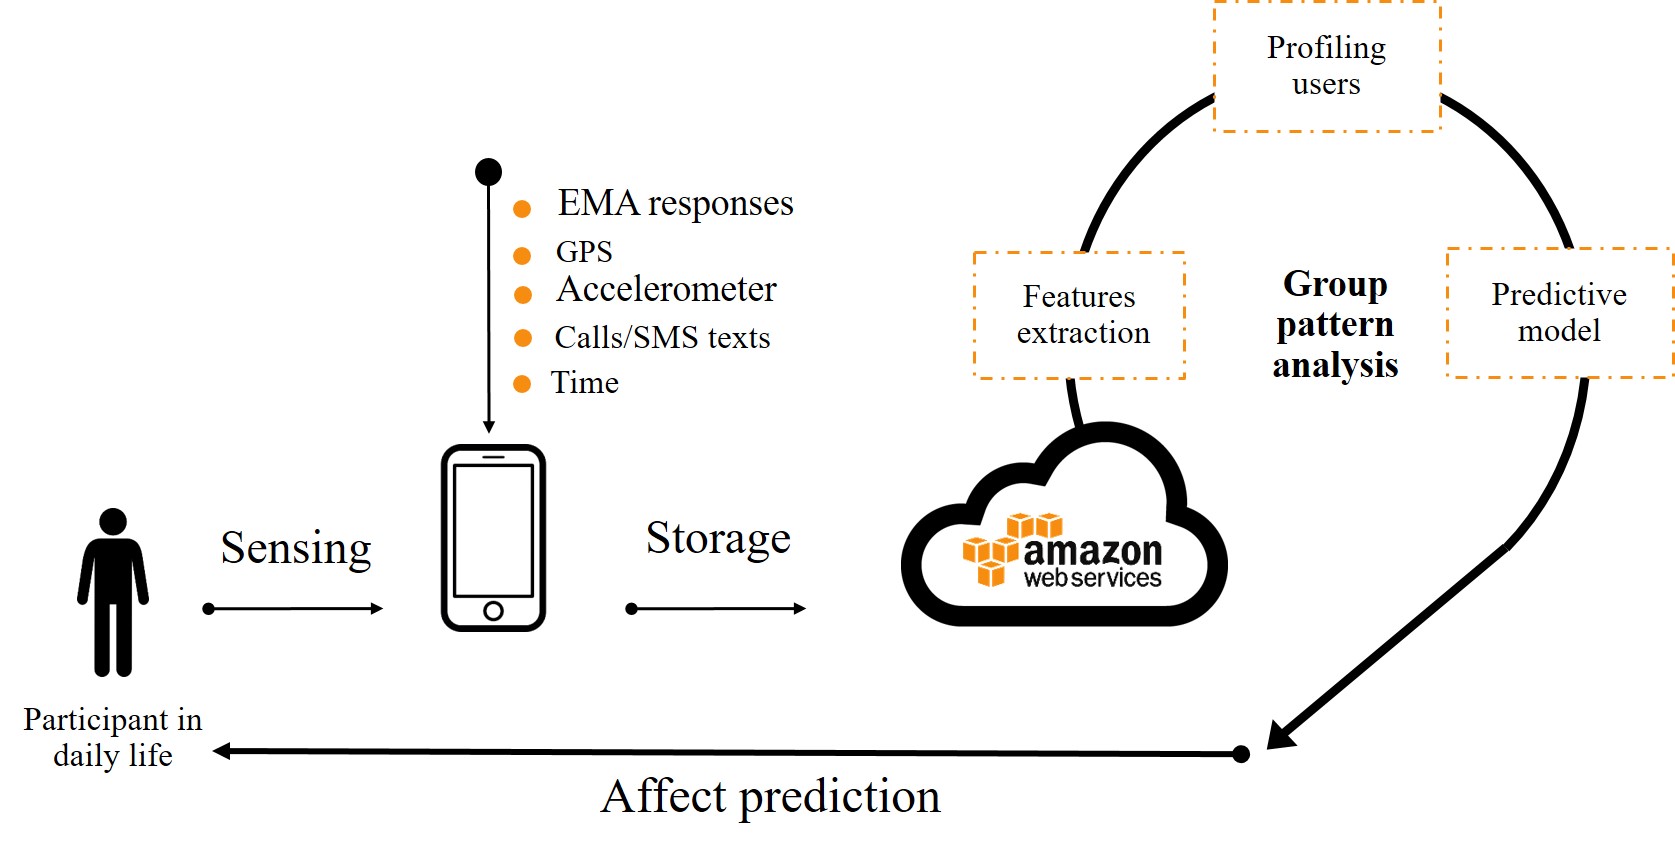 Profiling
users
EMA responses
GPS
Accelerometer
Calls/SMS texts
Time
Features
extraction
Group
pattern
analysis
Predictive
model
Sensing
Storage
amazon
web services
Participant in
daily life
Affect prediction